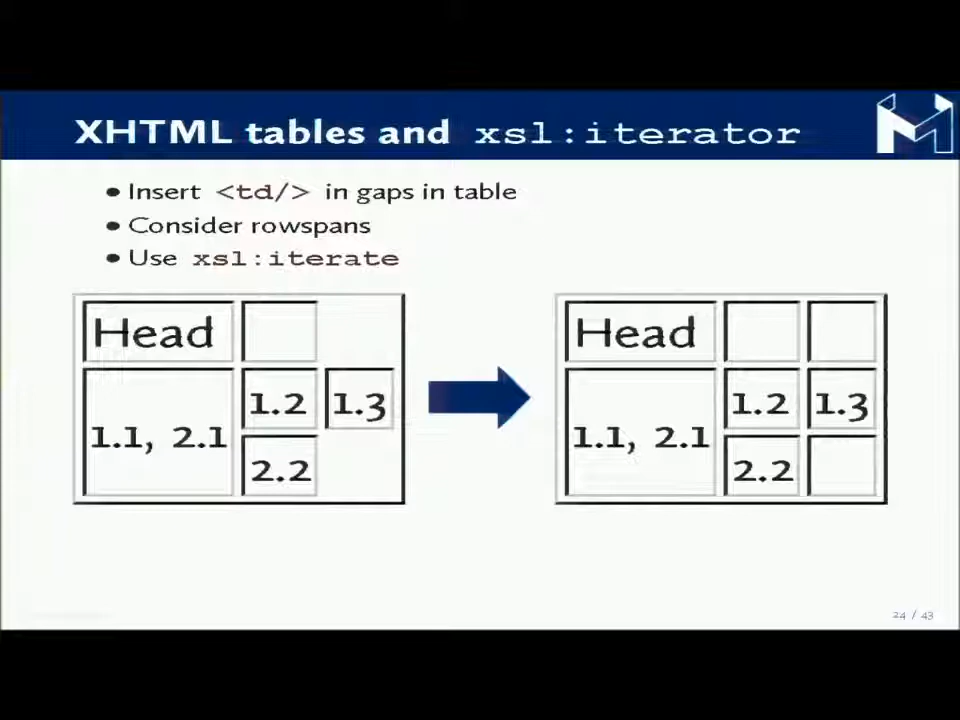 XHTML tables and xsl:iterator
• Insert <td/> in gaps in table
• Consider rowspans
• Use xsl:iterate
Head
1.1, 2.1
1.2
1.3
2.2
Head
1.1, 2.1
1.2
1.3
2.2
24 / 43